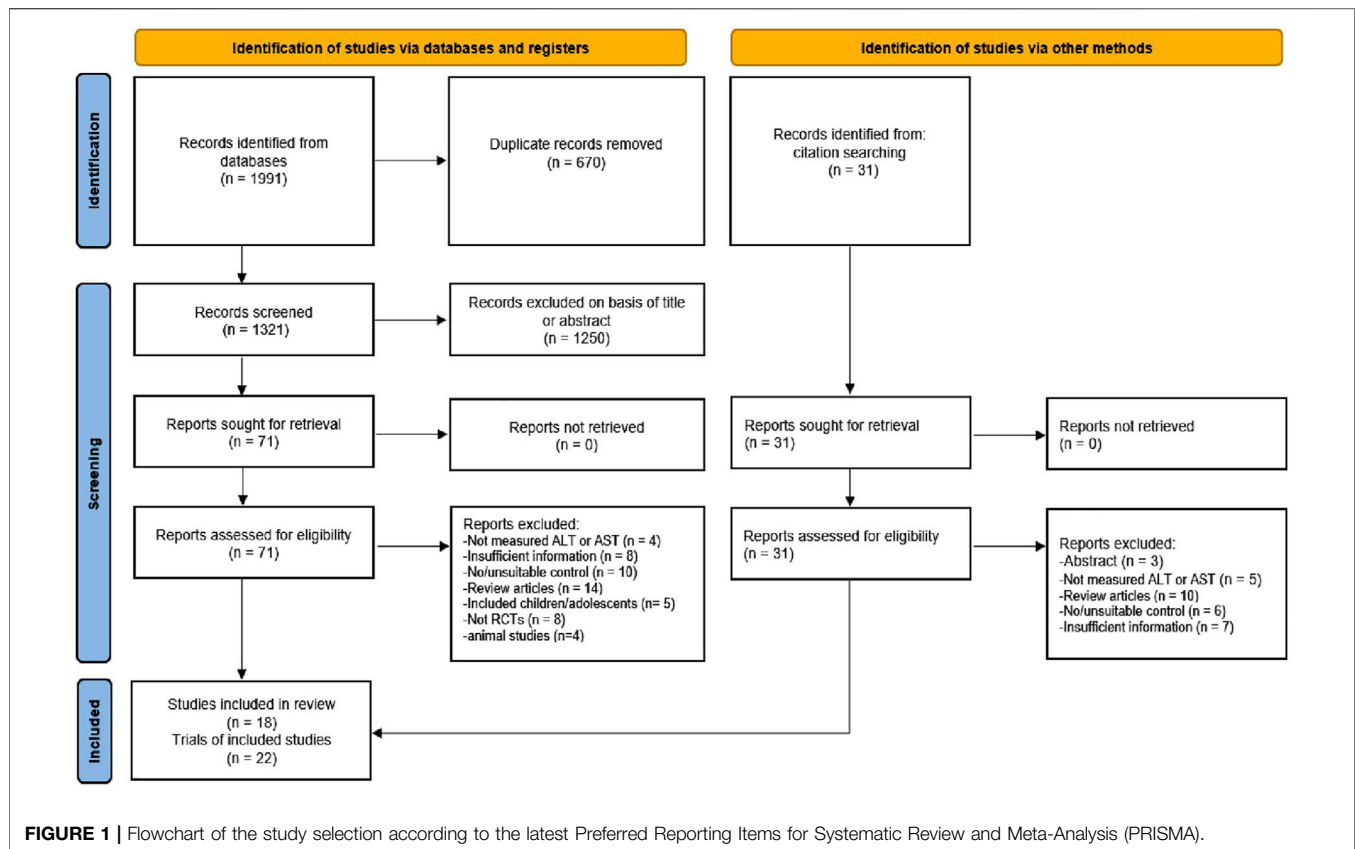 Identification of studies via databases and registers
Identification of studies via other methods
Identification
Records identified from
databases
(n = 1991)
Duplicate records removed
(n = 670)
Records identified from:
citation searching
(n = 31)
Screening
Records screened
(n = 1321)
Records excluded on basis of title
or abstract
(n = 1250)
Reports sought for retrieval
(n = 71)
Reports not retrieved
(n = 0)
Reports sought for retrieval
(n = 31)
Reports not retrieved
(n = 0)
Reports assessed for eligibility
(n = 71)
Reports excluded:
-Not measured ALT or AST (n = 4)
-Insufficient information (n = 8)
-No/unsuitable control (n = 10)
-Review articles (n = 14)
-Included children/adolescents (n= 5)
-Not RCTs (n = 8)
-animal studies (n=4)
Reports assessed for eligibility
(n = 31)
Reports excluded:
-Abstract (n = 3)
-Not measured ALT or AST (n = 5)
-Review articles (n = 10)
-No/unsuitable control (n = 6)
-Insufficient information (n = 7)
Included
Studies included in review
(n = 18)
Trials of included studies
(n = 22)
FIGURE 1 | Flowchart of the study selection according to the latest Preferred Reporting Items for Systematic Review and Meta-Analysis (PRISMA).